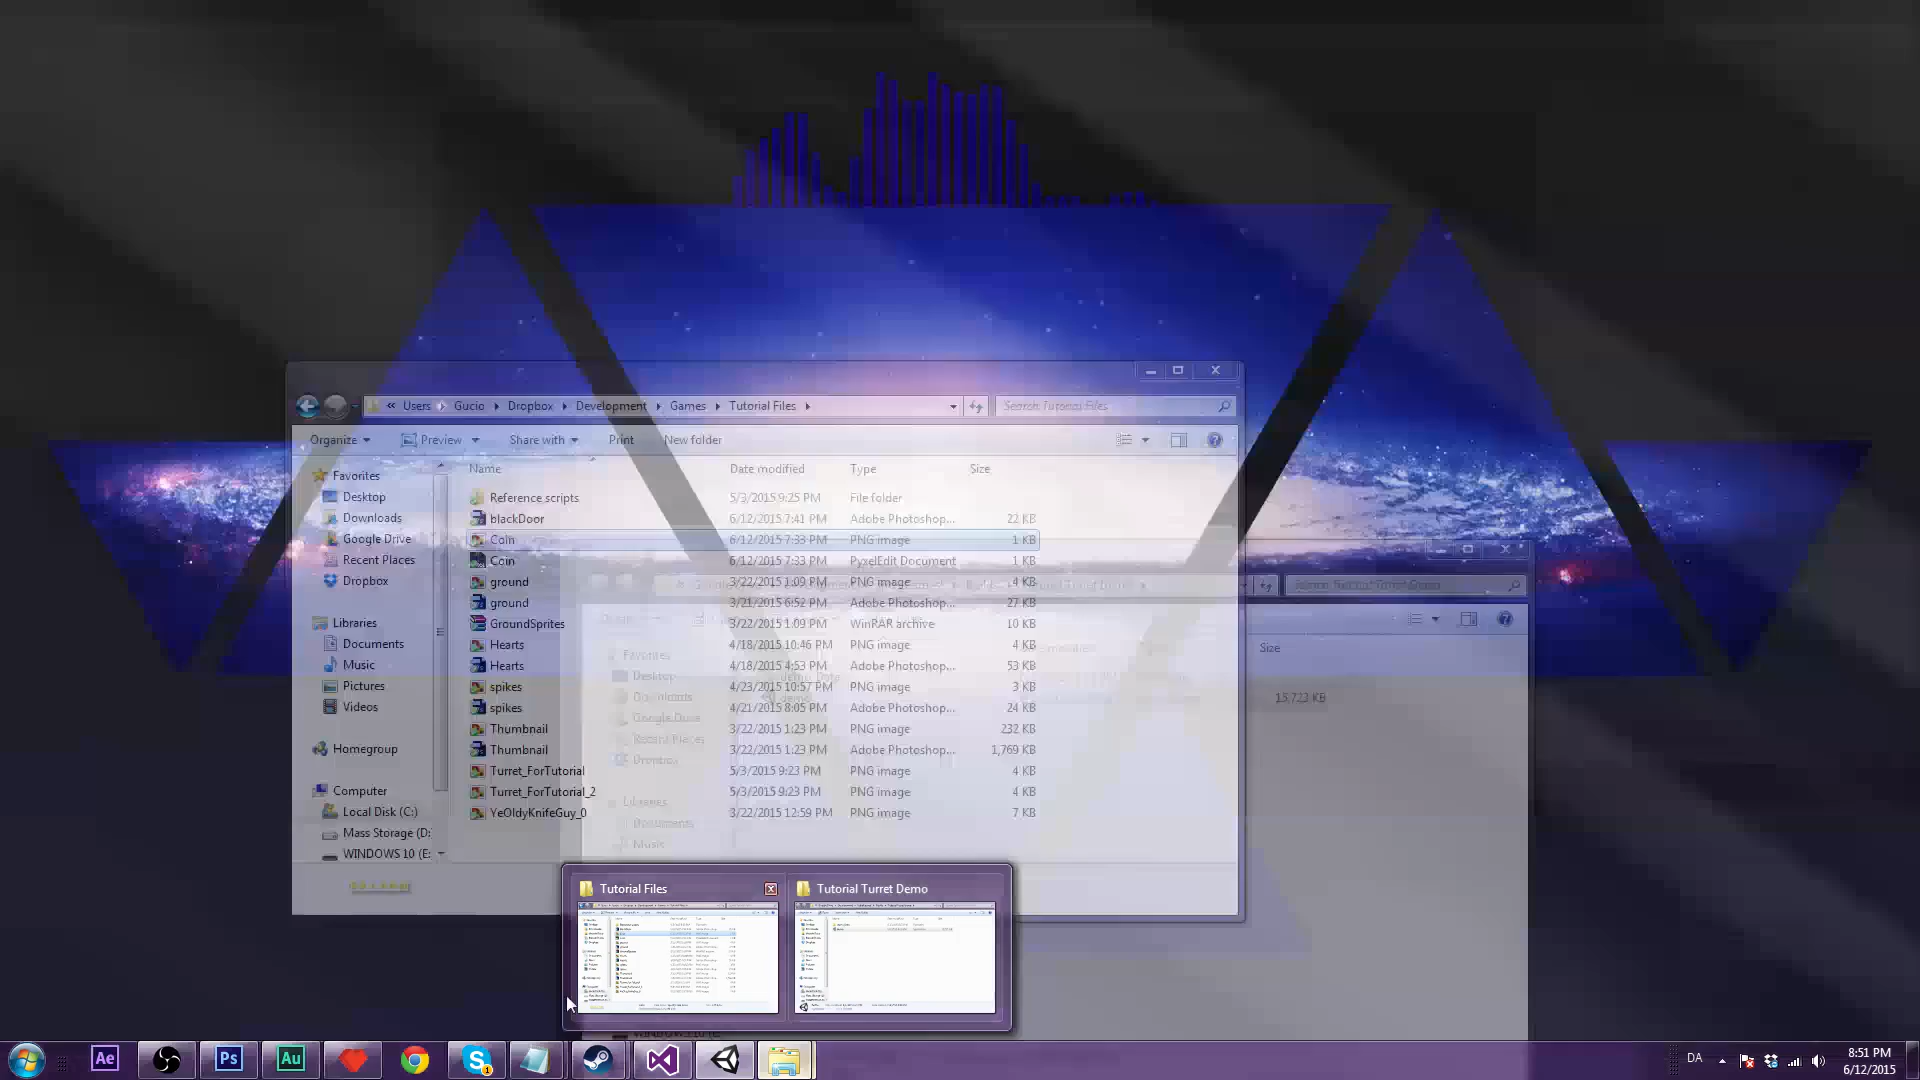 « Users Gucio Dropbox Development Games Tutorial Files
Search Tutorial Files
Organize Preview Share with Print New folder
Name Date modified Type Size
Favorites
Desktop
Downloads
Google Drive
Recent Places
Dropbox
Libraries
Documents
Music
Pictures
Videos
Homegroup
Computer
Local Disk (C:)
Mass Storage (D:
WINDOWS 10 (E:
Reference scripts 5/3/2015 9:25 PM File folder
blackDoor 6/12/2015 7:41 PM Adobe Photoshop... 22 KB
Coin 6/12/2015 7:33 PM PNG image 1 KB
Coin 6/12/2015 7:33 PM PyxelEdit Document 1 KB
ground 3/22/2015 1:09 PM PNG image 4 KB
ground 3/21/2015 6:52 PM Adobe Photoshop... 27 KB
GroundSprites 3/22/2015 1:09 PM WinRAR archive 10 KB
Hearts 4/18/2015 10:46 PM PNG image 4 KB
Hearts 4/18/2015 4:53 PM Adobe Photoshop... 53 KB
spikes 4/23/2015 10:57 PM PNG image 3 KB
spikes 4/21/2015 8:05 PM Adobe Photoshop... 24 KB
Thumbnail 3/22/2015 1:23 PM PNG image 232 KB
Thumbnail 3/22/2015 1:23 PM Adobe Photoshop... 1,769 KB
Turret_ForTutorial 5/3/2015 9:23 PM PNG image 4 KB
Turret_ForTutorial_2 5/3/2015 9:23 PM PNG image 4 KB
YeOldyKnifeGuy_0 3/22/2015 12:59 PM PNG image 7 KB
Size
15,723 KB
Favorites
Desktop
Downloads
Google Drive
Recent Places
Dropbox
Libraries
Documents
Music
Tutorial Files
Tutorial Turret Demo
Ae
Ps
Au
DA
8:51 PM
6/12/2015